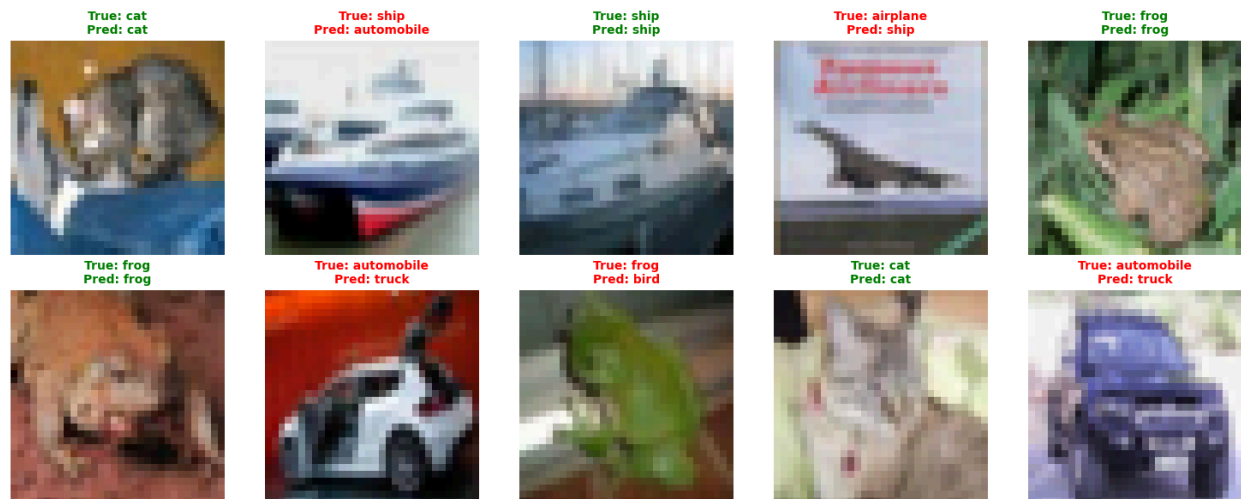 True: cat
Pred: cat
True: ship
Pred: automobile
True: ship
Pred: ship
True: airplane
Pred: ship
True: frog
Pred: frog
True: frog
Pred: frog
True: automobile
Pred: truck
True: frog
Pred: bird
True: cat
Pred: cat
True: automobile
Pred: truck